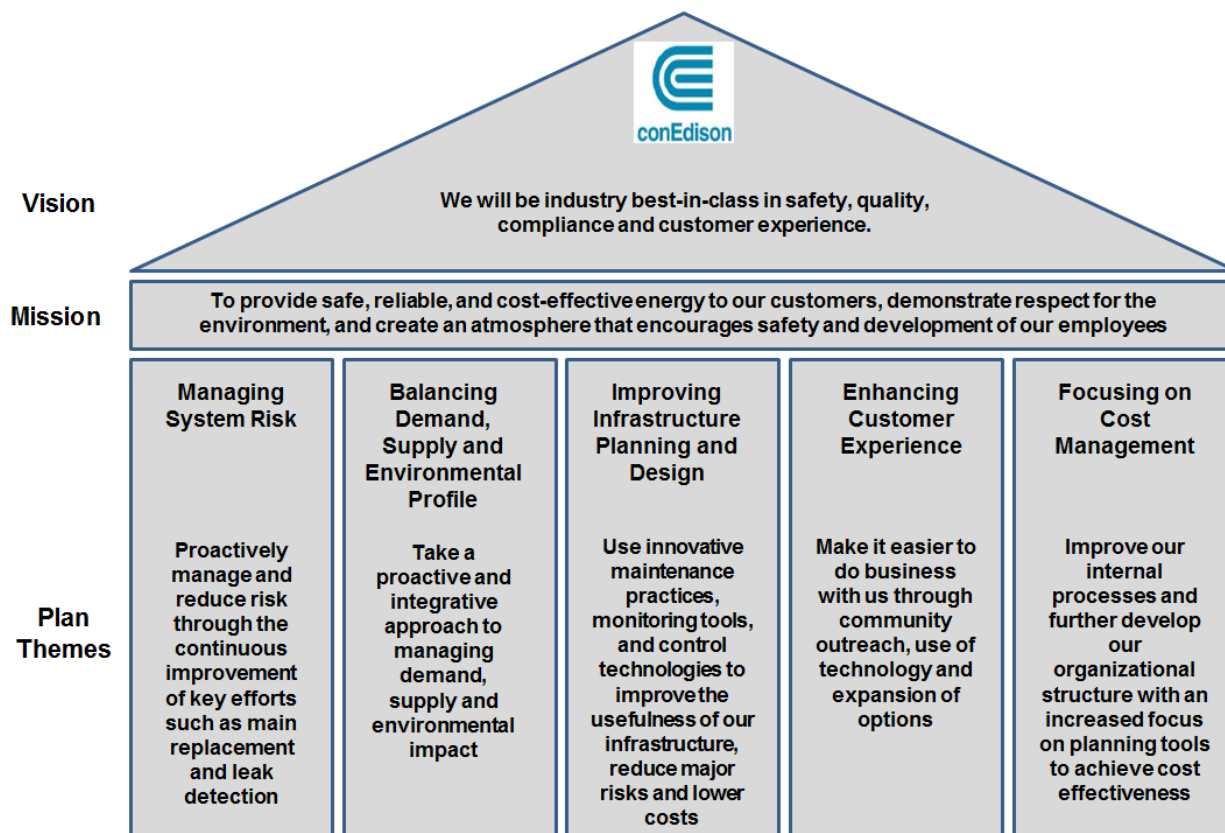 conEdison
Vision
We will be industry best-in-class in safety, quality,
compliance and customer experience.
Mission
To provide safe, reliable, and cost-effective energy to our customers, demonstrate respect for the
environment, and create an atmosphere that encourages safety and development of our employees
Plan
Themes
Managing
System Risk
Proactively
manage and
reduce risk
through the
continuous
improvement
of key efforts
such as main
replacement
and leak
detection
Balancing
Demand,
Supply and
Environmental
Profile
Take a
proactive and
integrative
approach to
managing
demand,
supply and
environmental
impact
Improving
Infrastructure
Planning and
Design
Use innovative
maintenance
practices,
monitoring tools,
and control
technologies to
improve the
usefulness of our
infrastructure,
reduce major
risks and lower
costs
Enhancing
Customer
Experience
Make it easier to
do business
with us through
community
outreach, use of
technology and
expansion of
options
Focusing on
Cost
Management
Improve our
internal
processes and
further develop
our
organizational
structure with an
increased focus
on planning tools
to achieve cost
effectiveness